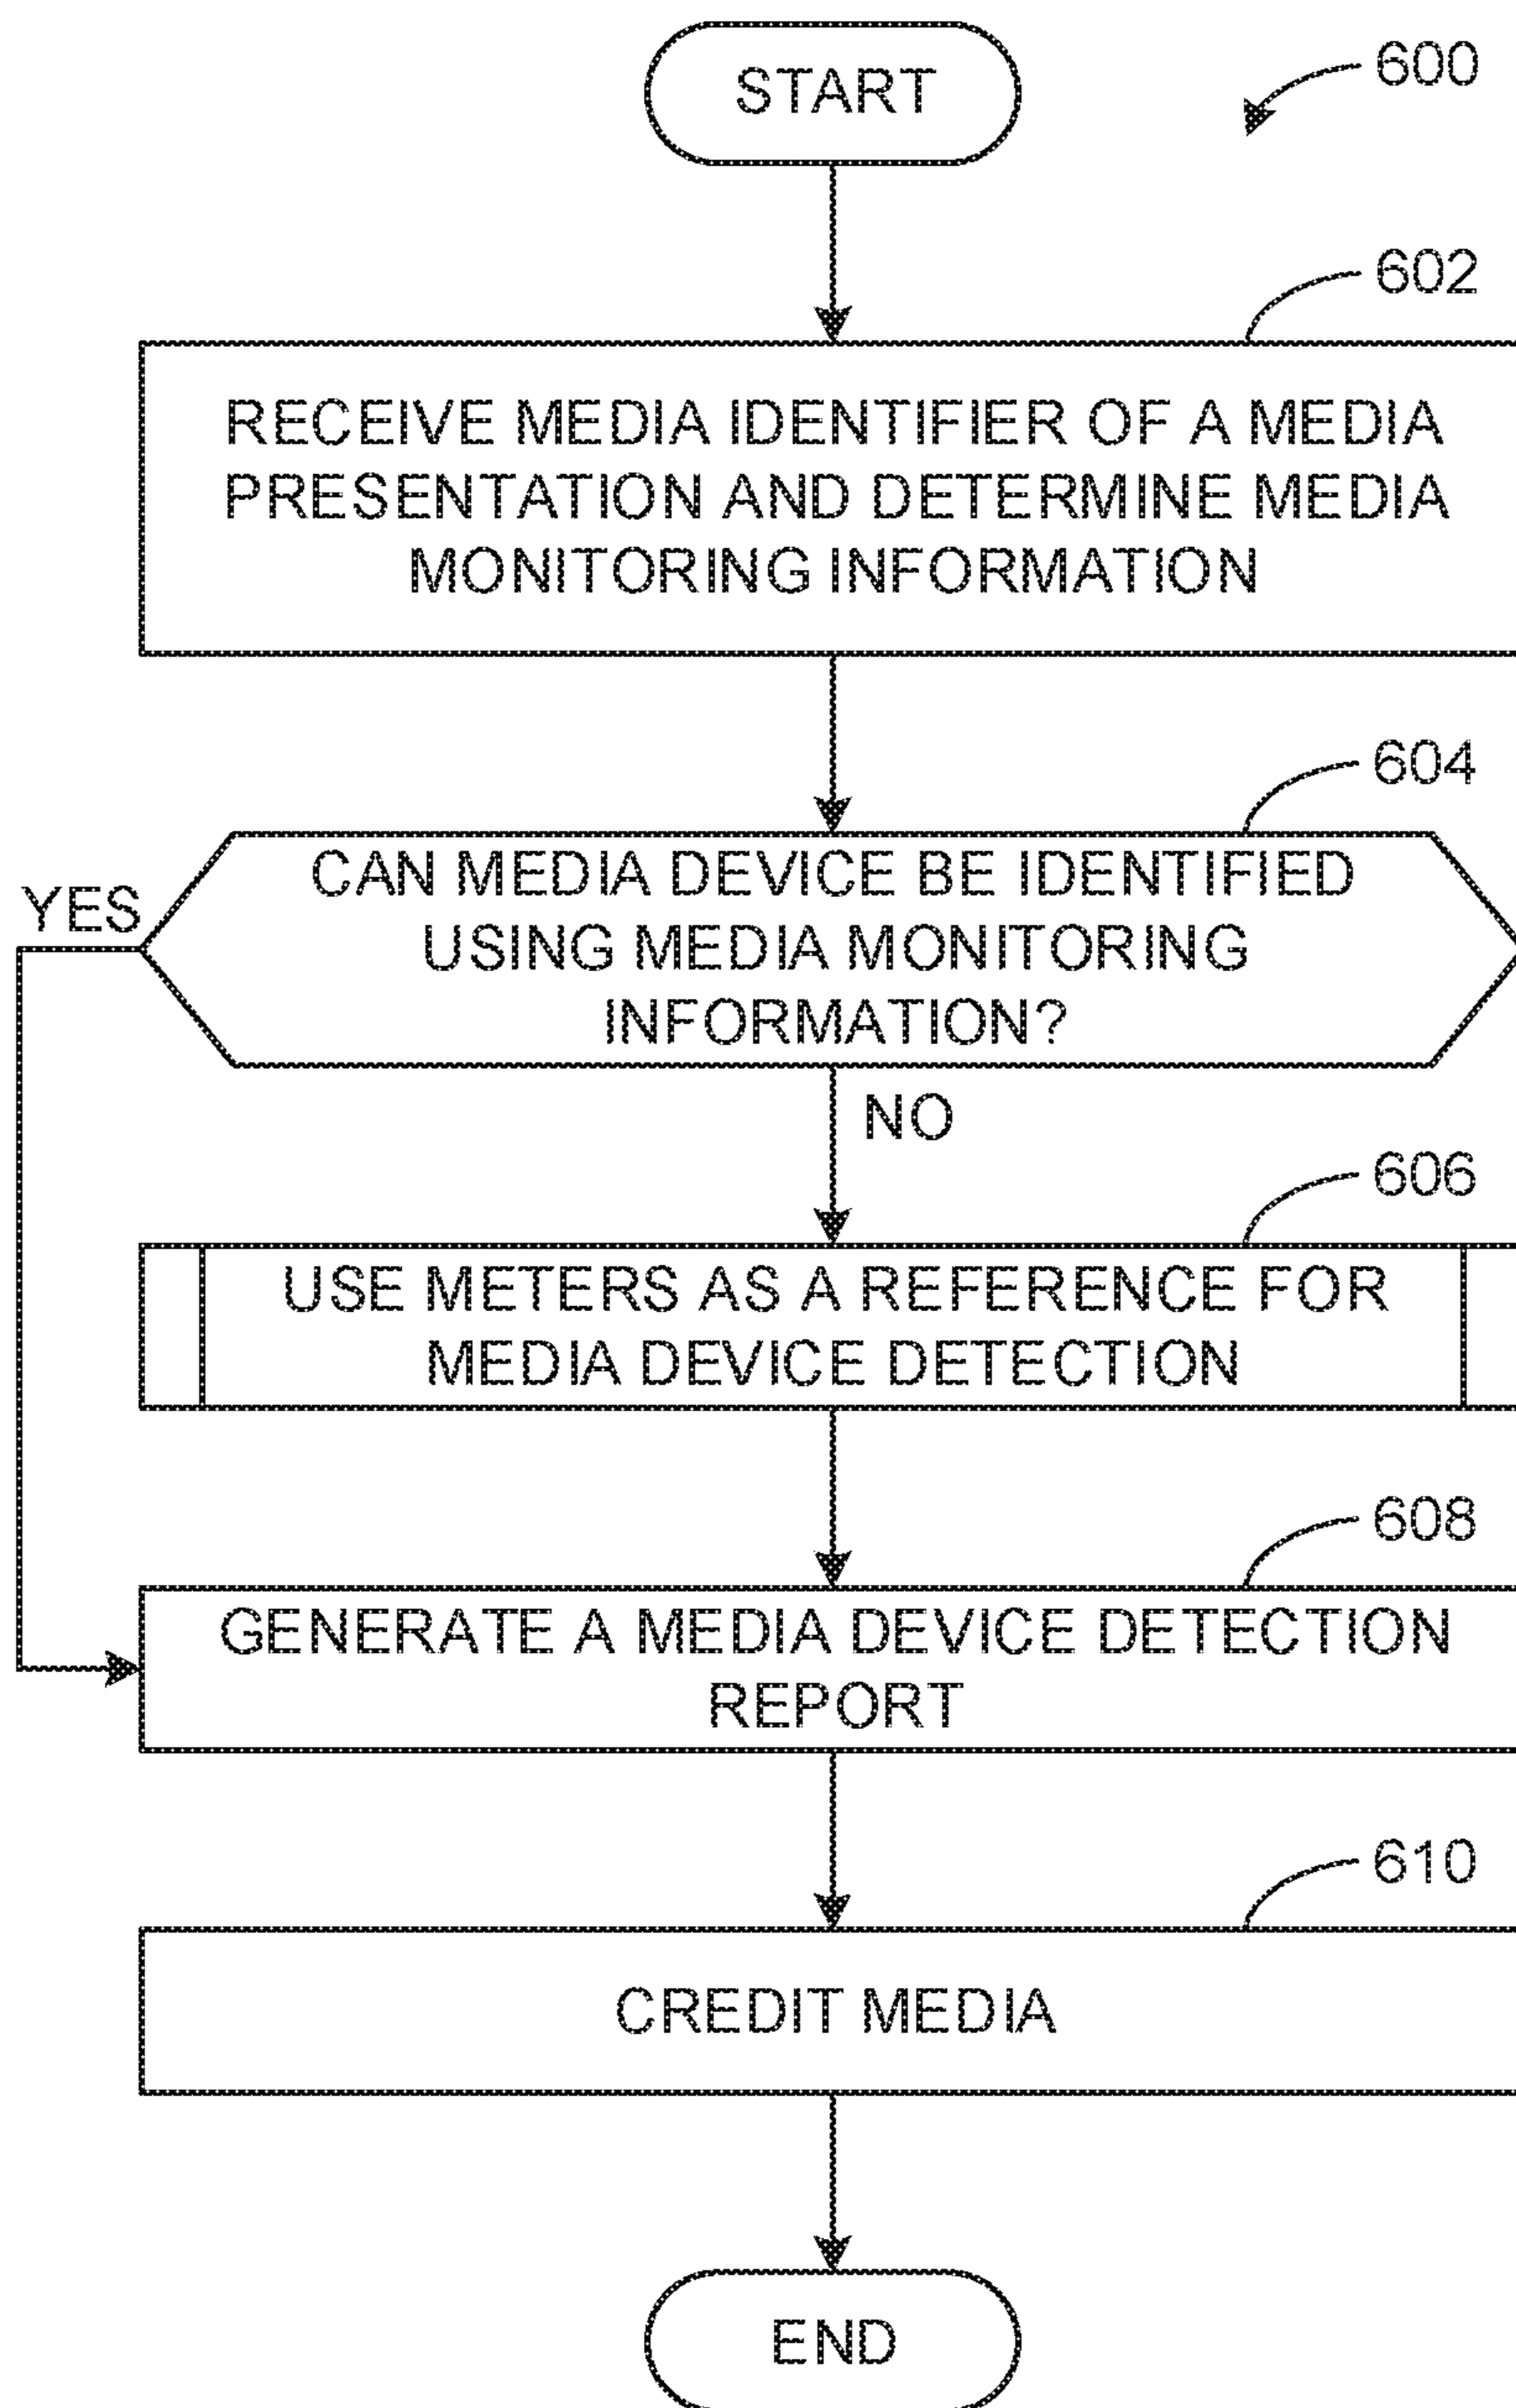 START
600
602
RECEIVE MEDIA IDENTIFIER OF A MEDIA
PRESENTATION AND DETERMINE MEDIA
MONITORING INFORMATION
604
CAN MEDIA DEVICE BE IDENTIFIED
USING MEDIA MONITORING
INFORMATION?
YES
NO
606
USE METERS AS A REFERENCE FOR
MEDIA DEVICE DETECTION
608
GENERATE A MEDIA DEVICE DETECTION
REPORT
610
CREDIT MEDIA
END